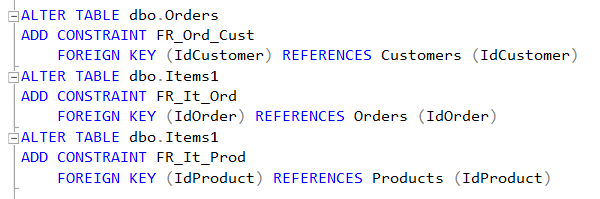 ALTER TABLE dbo.Orders
ADD CONSTRAINT FR_Ord_Cust
FOREIGN KEY (IdCustomer) REFERENCES Customers (IdCustomer)
ALTER TABLE dbo.Items1
ADD CONSTRAINT FR_It_Ord
FOREIGN KEY (IdOrder) REFERENCES Orders (IdOrder)
ALTER TABLE dbo.Items1
ADD CONSTRAINT FR_It_Prod
FOREIGN KEY (IdProduct) REFERENCES Products (IdProduct)